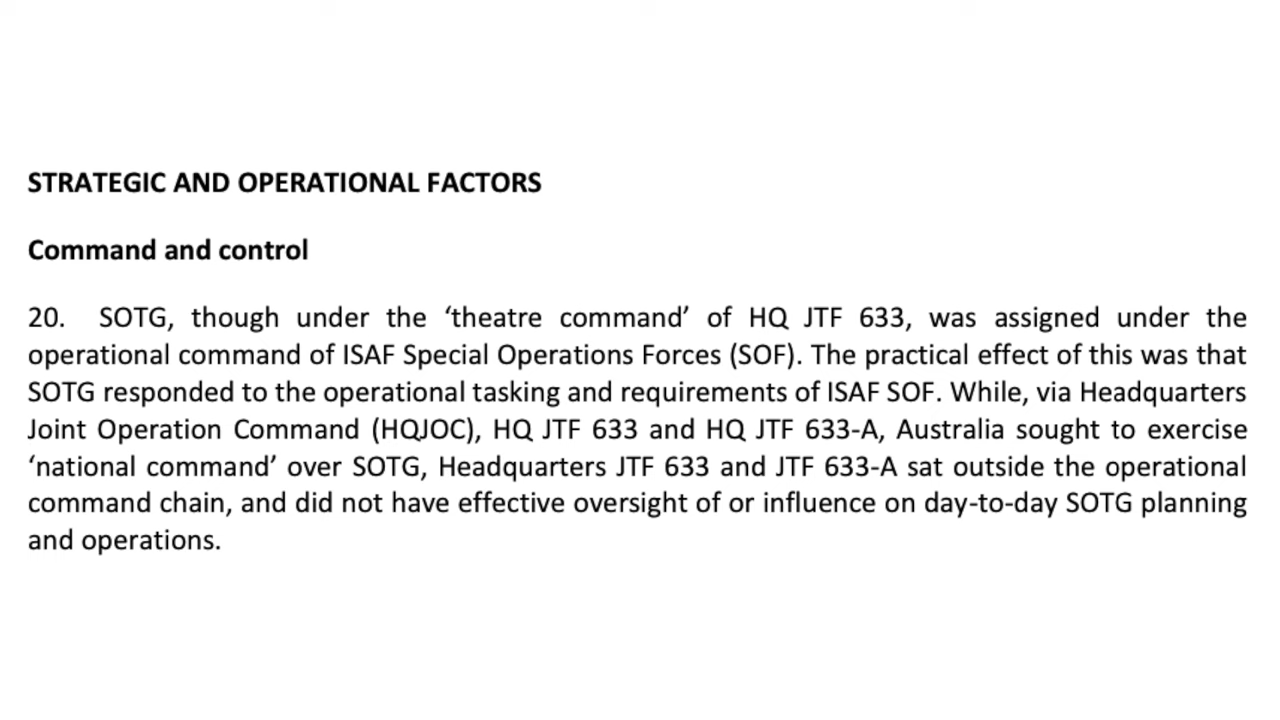 STRATEGIC AND OPERATIONAL FACTORS
Command and control
20. SOTG, though under the ‘theatre command’ of HQ JTF 633, was assigned under the
operational command of ISAF Special Operations Forces (SOF). The practical effect of this was that
SOTG responded to the operational tasking and requirements of ISAF SOF. While, via Headquarters
Joint Operation Command (HQJOC), HQ JTF 633 and HQ JTF 633-A, Australia sought to exercise
‘national command’ over SOTG, Headquarters JTF 633 and JTF 633-A sat outside the operational
command chain, and did not have effective oversight of or influence on day-to-day SOTG planning
and operations.